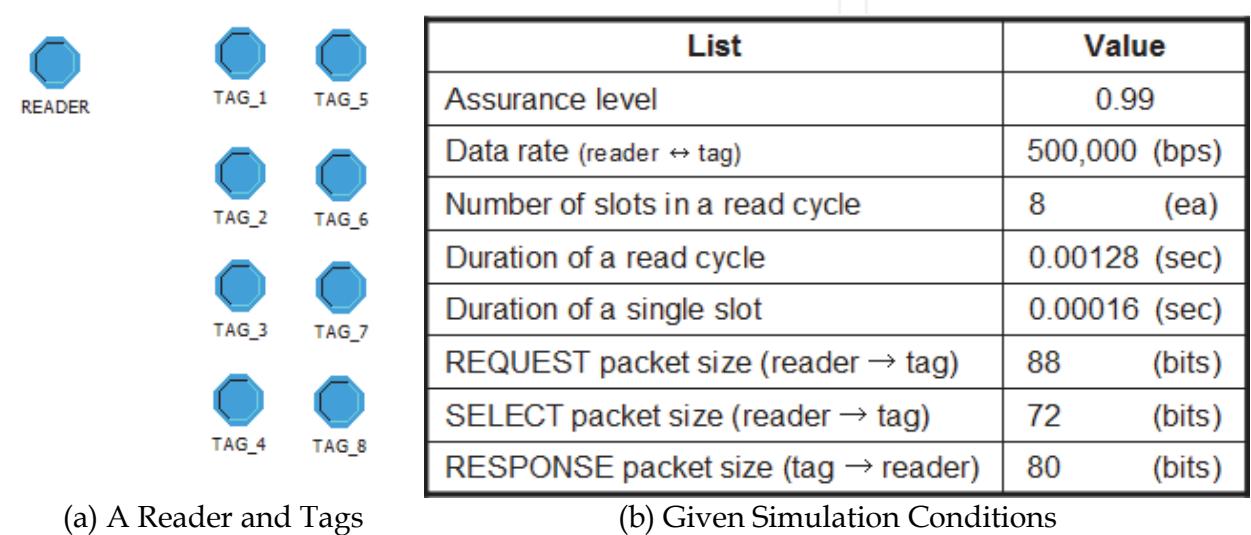 READER
TAG_1 TAG_5
TAG_2 TAG_6
TAG_3 TAG_7
TAG_4 TAG_8
(a) A Reader and Tags
List Value
Assurance level 0.99
Data rate (reader ↔ tag) 500,000 (bps)
Number of slots in a read cycle 8 (ea)
Duration of a read cycle 0.00128 (sec)
Duration of a single slot 0.00016 (sec)
REQUEST packet size (reader → tag) 88 (bits)
SELECT packet size (reader → tag) 72 (bits)
RESPONSE packet size (tag → reader) 80 (bits)
(b) Given Simulation Conditions